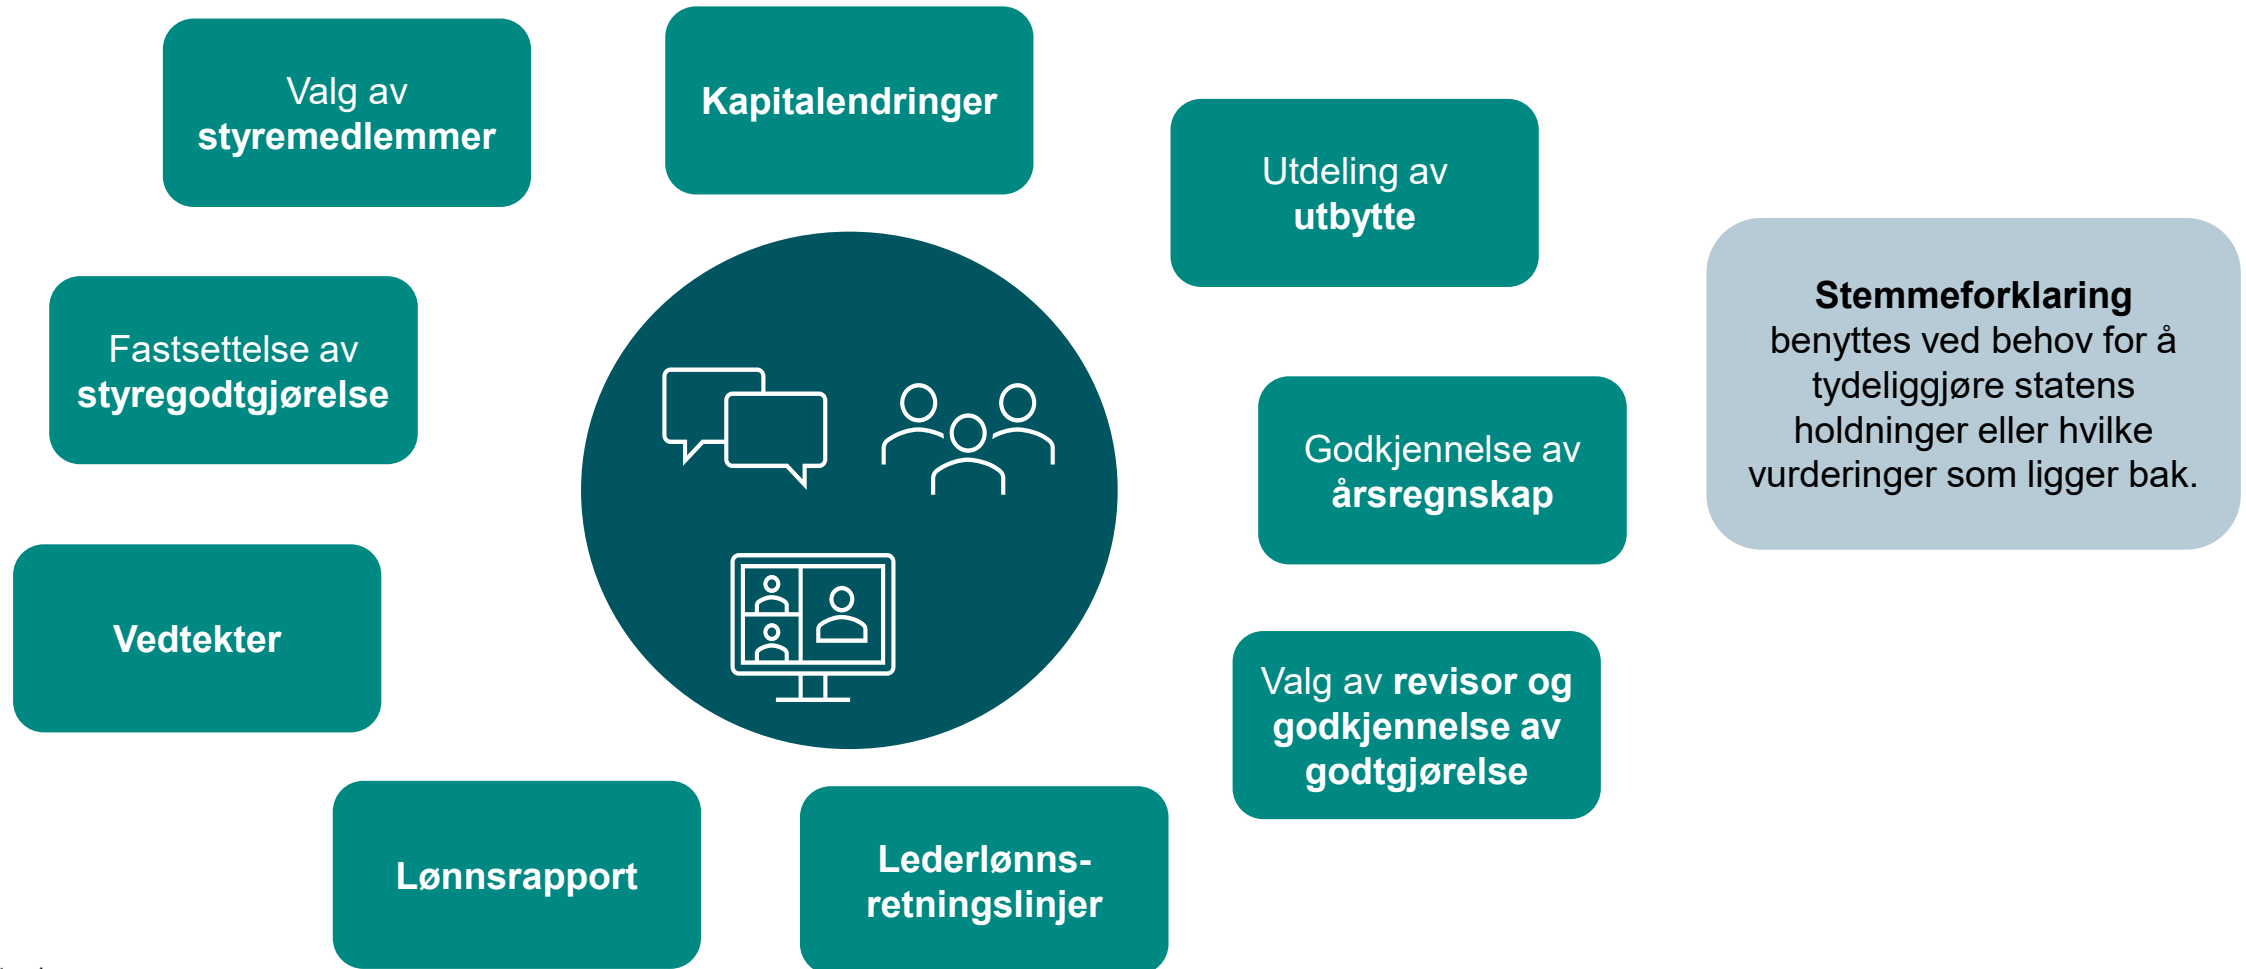 Valg av
styremedlemmer
Kapitalendringer
Utdeling av
utbytte
Stemmeforklaring
benyttes ved behov for å
tydeliggjøre statens
holdninger eller hvilke
vurderinger som ligger bak.
Fastsettelse av
styregodtgjørelse
Godkjennelse av
årsregnskap
Vedtekter
Valg av revisor og
godkjennelse av
godtgjørelse
Lønnsrapport
Lederlønns-
retningslinjer